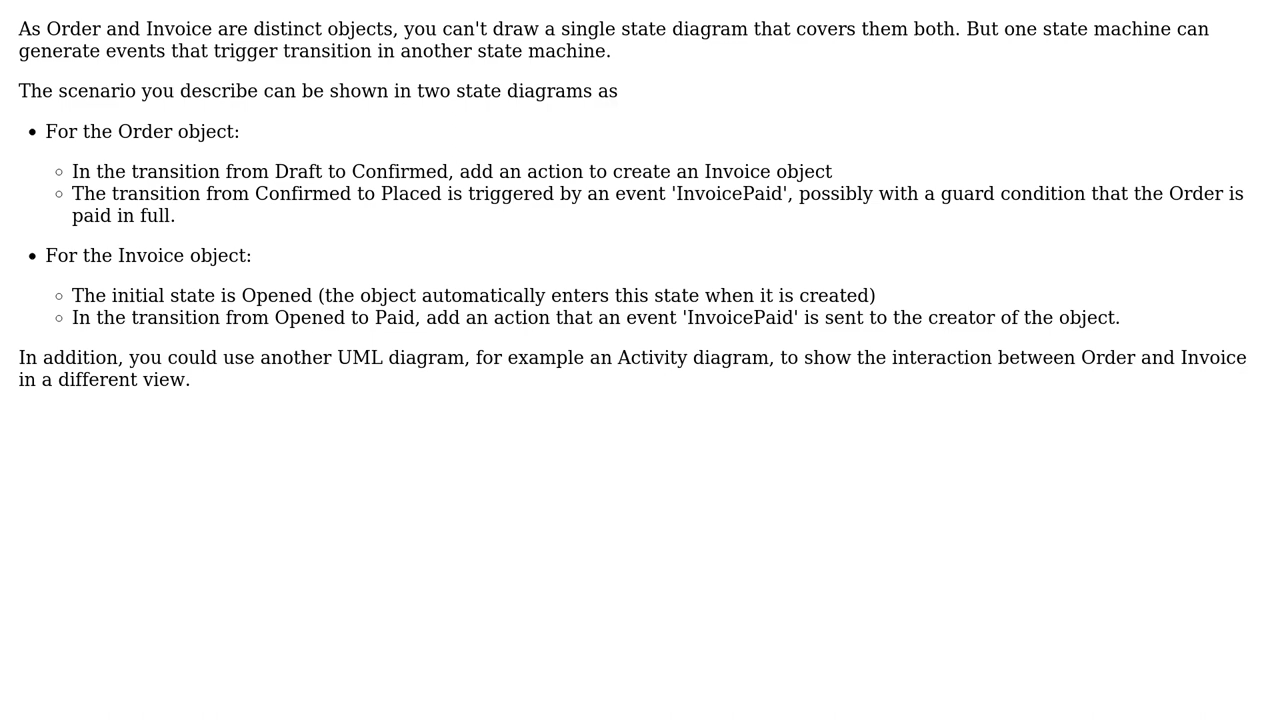 As Order and Invoice are distinct objects, you can't draw a single state diagram that covers them both. But one state machine can
generate events that trigger transition in another state machine.
The scenario you describe can be shown in two state diagrams as
• For the Order object:
◦ In the transition from Draft to Confirmed, add an action to create an Invoice object
◦ The transition from Confirmed to Placed is triggered by an event 'InvoicePaid', possibly with a guard condition that the Order is
paid in full.
• For the Invoice object:
◦ The initial state is Opened (the object automatically enters this state when it is created)
◦ In the transition from Opened to Paid, add an action that an event 'InvoicePaid' is sent to the creator of the object.
In addition, you could use another UML diagram, for example an Activity diagram, to show the interaction between Order and Invoice
in a different view.